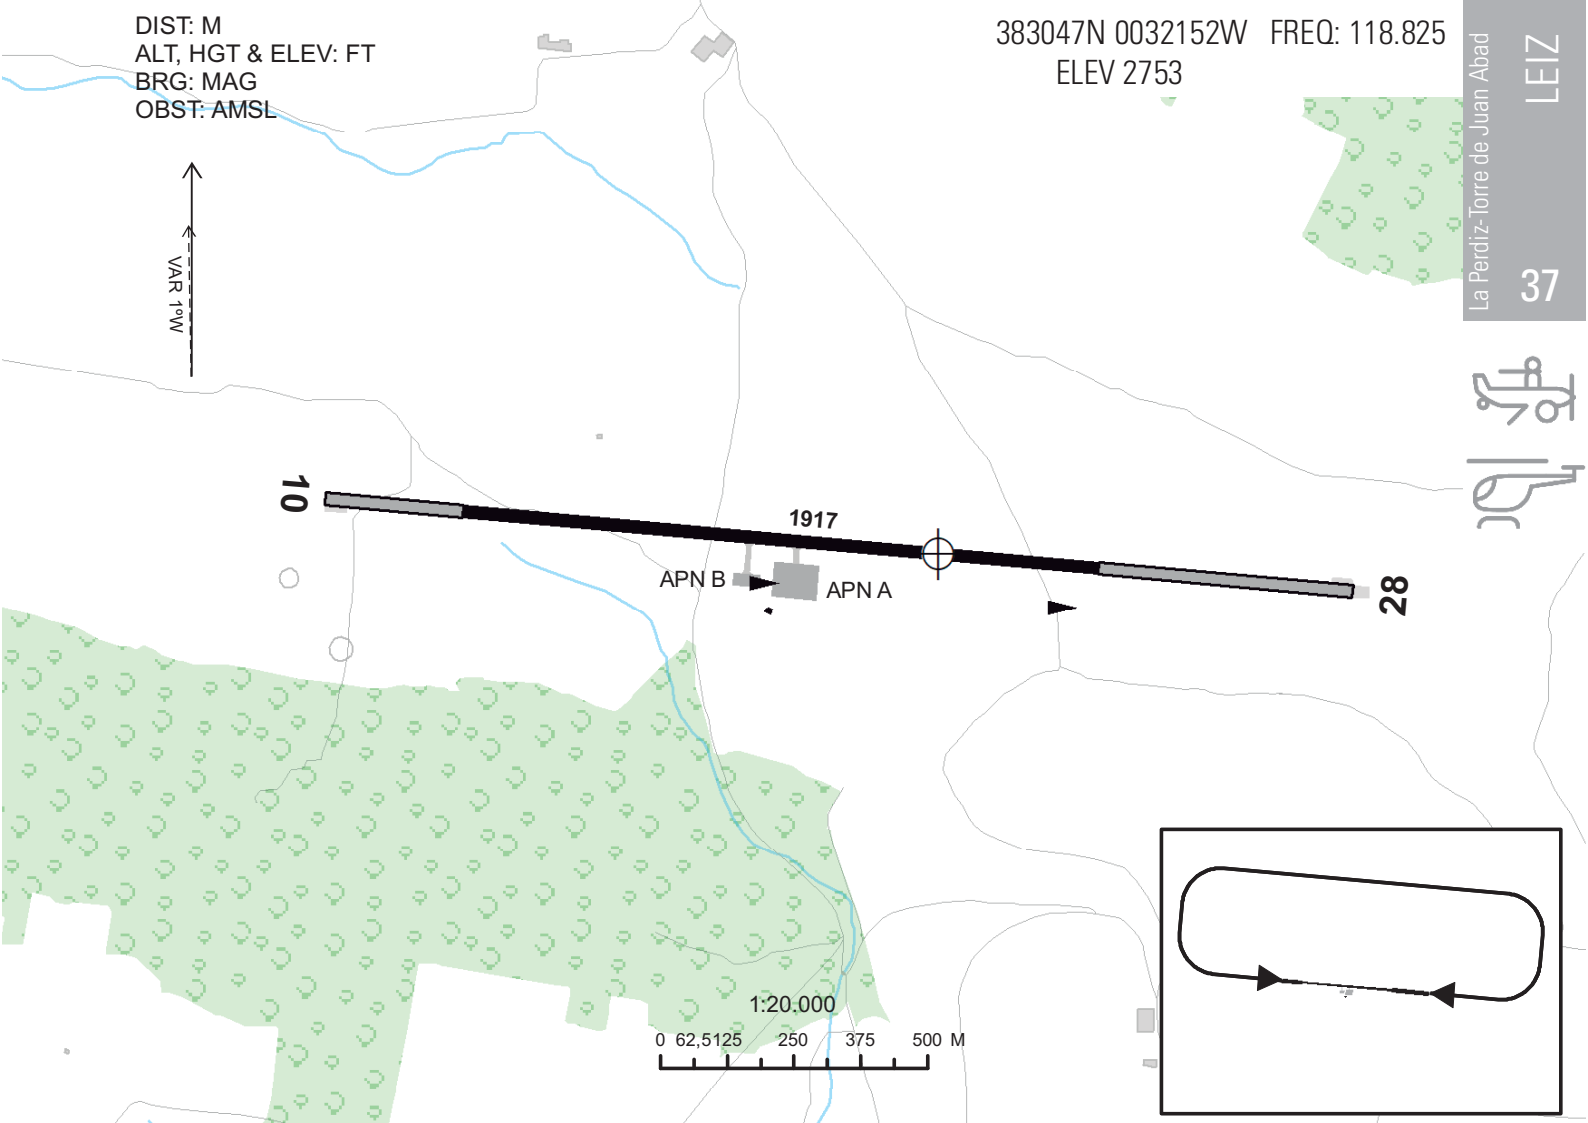 DIST: M
ALT, HGT & ELEV: FT
BRG: MAG
OBST: AMSL
383047N 0032152W FREQ: 118.825
ELEV 2753
La Perdiz-Torre de Juan Abad
LEIZ
37
VAR 1ºW
10
1917
28
APN B
APN A
1:20.000
0 62,5125 250 375 500 M